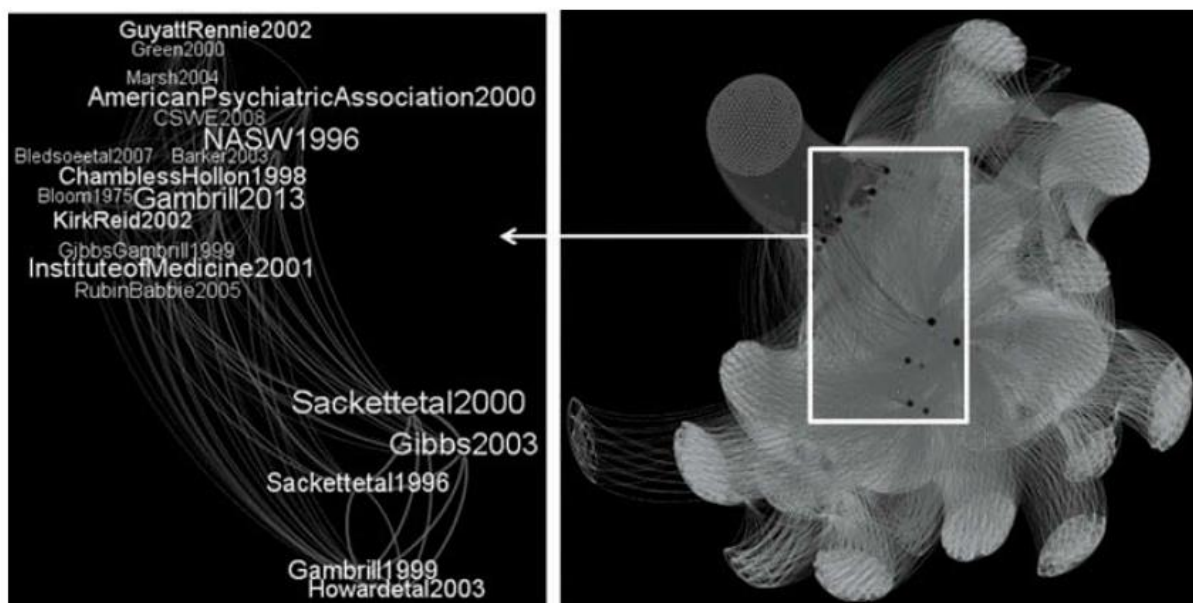 GuyattRennie2002
Green2000
Marsh2004
AmericanPsychiatricAssociation2000
CSWE2008
NASW1996
Bledsoeetal2007 Barker2003
ChamblessHollon1998
Bloom1975 Gambrill2013
KirkReid2002
GibbsGambrill1999
InstituteofMedicine2001
RubinBabbie2005
Sackettetal2000
Gibbs2003
Sackettetal1996
Gambrill1999
Howardetal2003